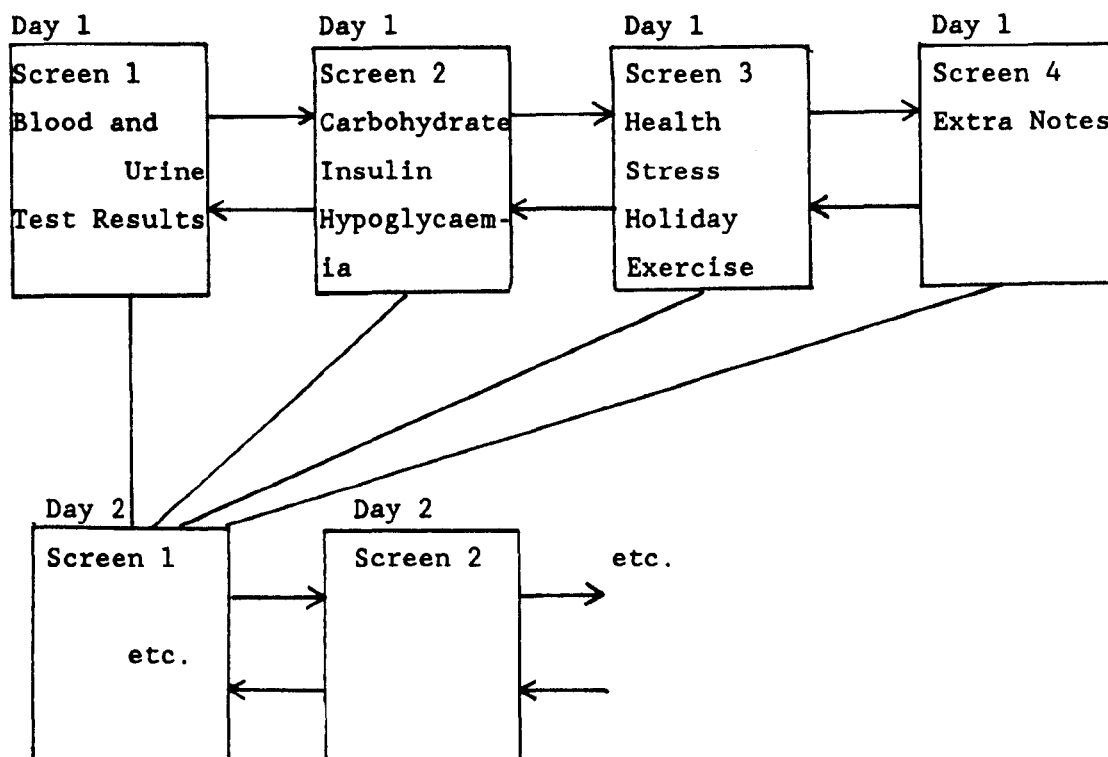 Day 1
Screen 1
Blood and
Urine
Test Results
Day 1
Screen 2
Carbohydrate
Insulin
Hypoglycaem-
ia
Day 1
Screen 3
Health
Stress
Holiday
Exercise
Day 1
Screen 4
Extra Notes
Day 2
Screen 1
etc.
Day 2
Screen 2
etc.